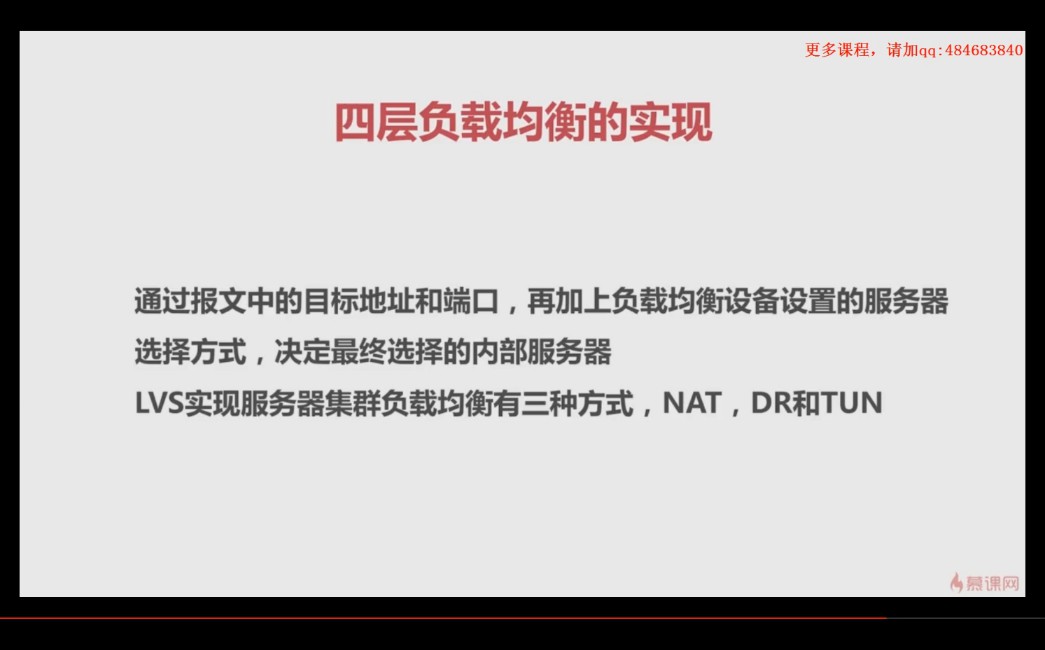 更多课程，请加qq:484683840
四层负载均衡的实现
通过报文中的目标地址和端口，再加上负载均衡设备设置的服务器
选择方式，决定最终选择的内部服务器
LVS实现服务器集群负载均衡有三种方式，NAT，DR和TUN
慕课网